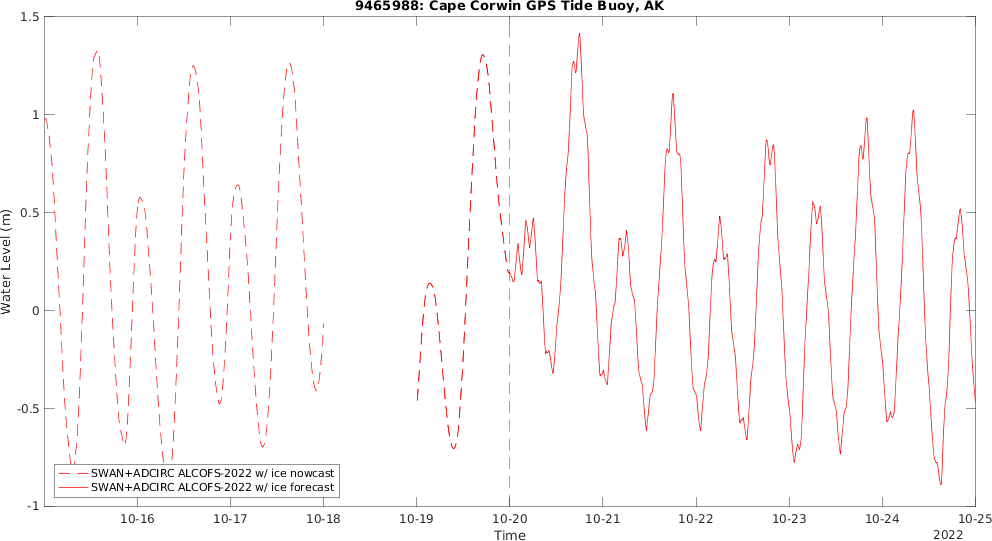 9465988: Cape Corwin GPS Tide Buoy, AK
Water Level (m)
1.5
1
0.5
0
-0.5
-1
SWAN+ADCIRC ALCOFS-2022 w/ ice nowcast
SWAN+ADCIRC ALCOFS-2022 w/ ice forecast
10-16 10-17 10-18 10-19 10-20 10-21 10-22 10-23 10-24 10-25
Time
2022